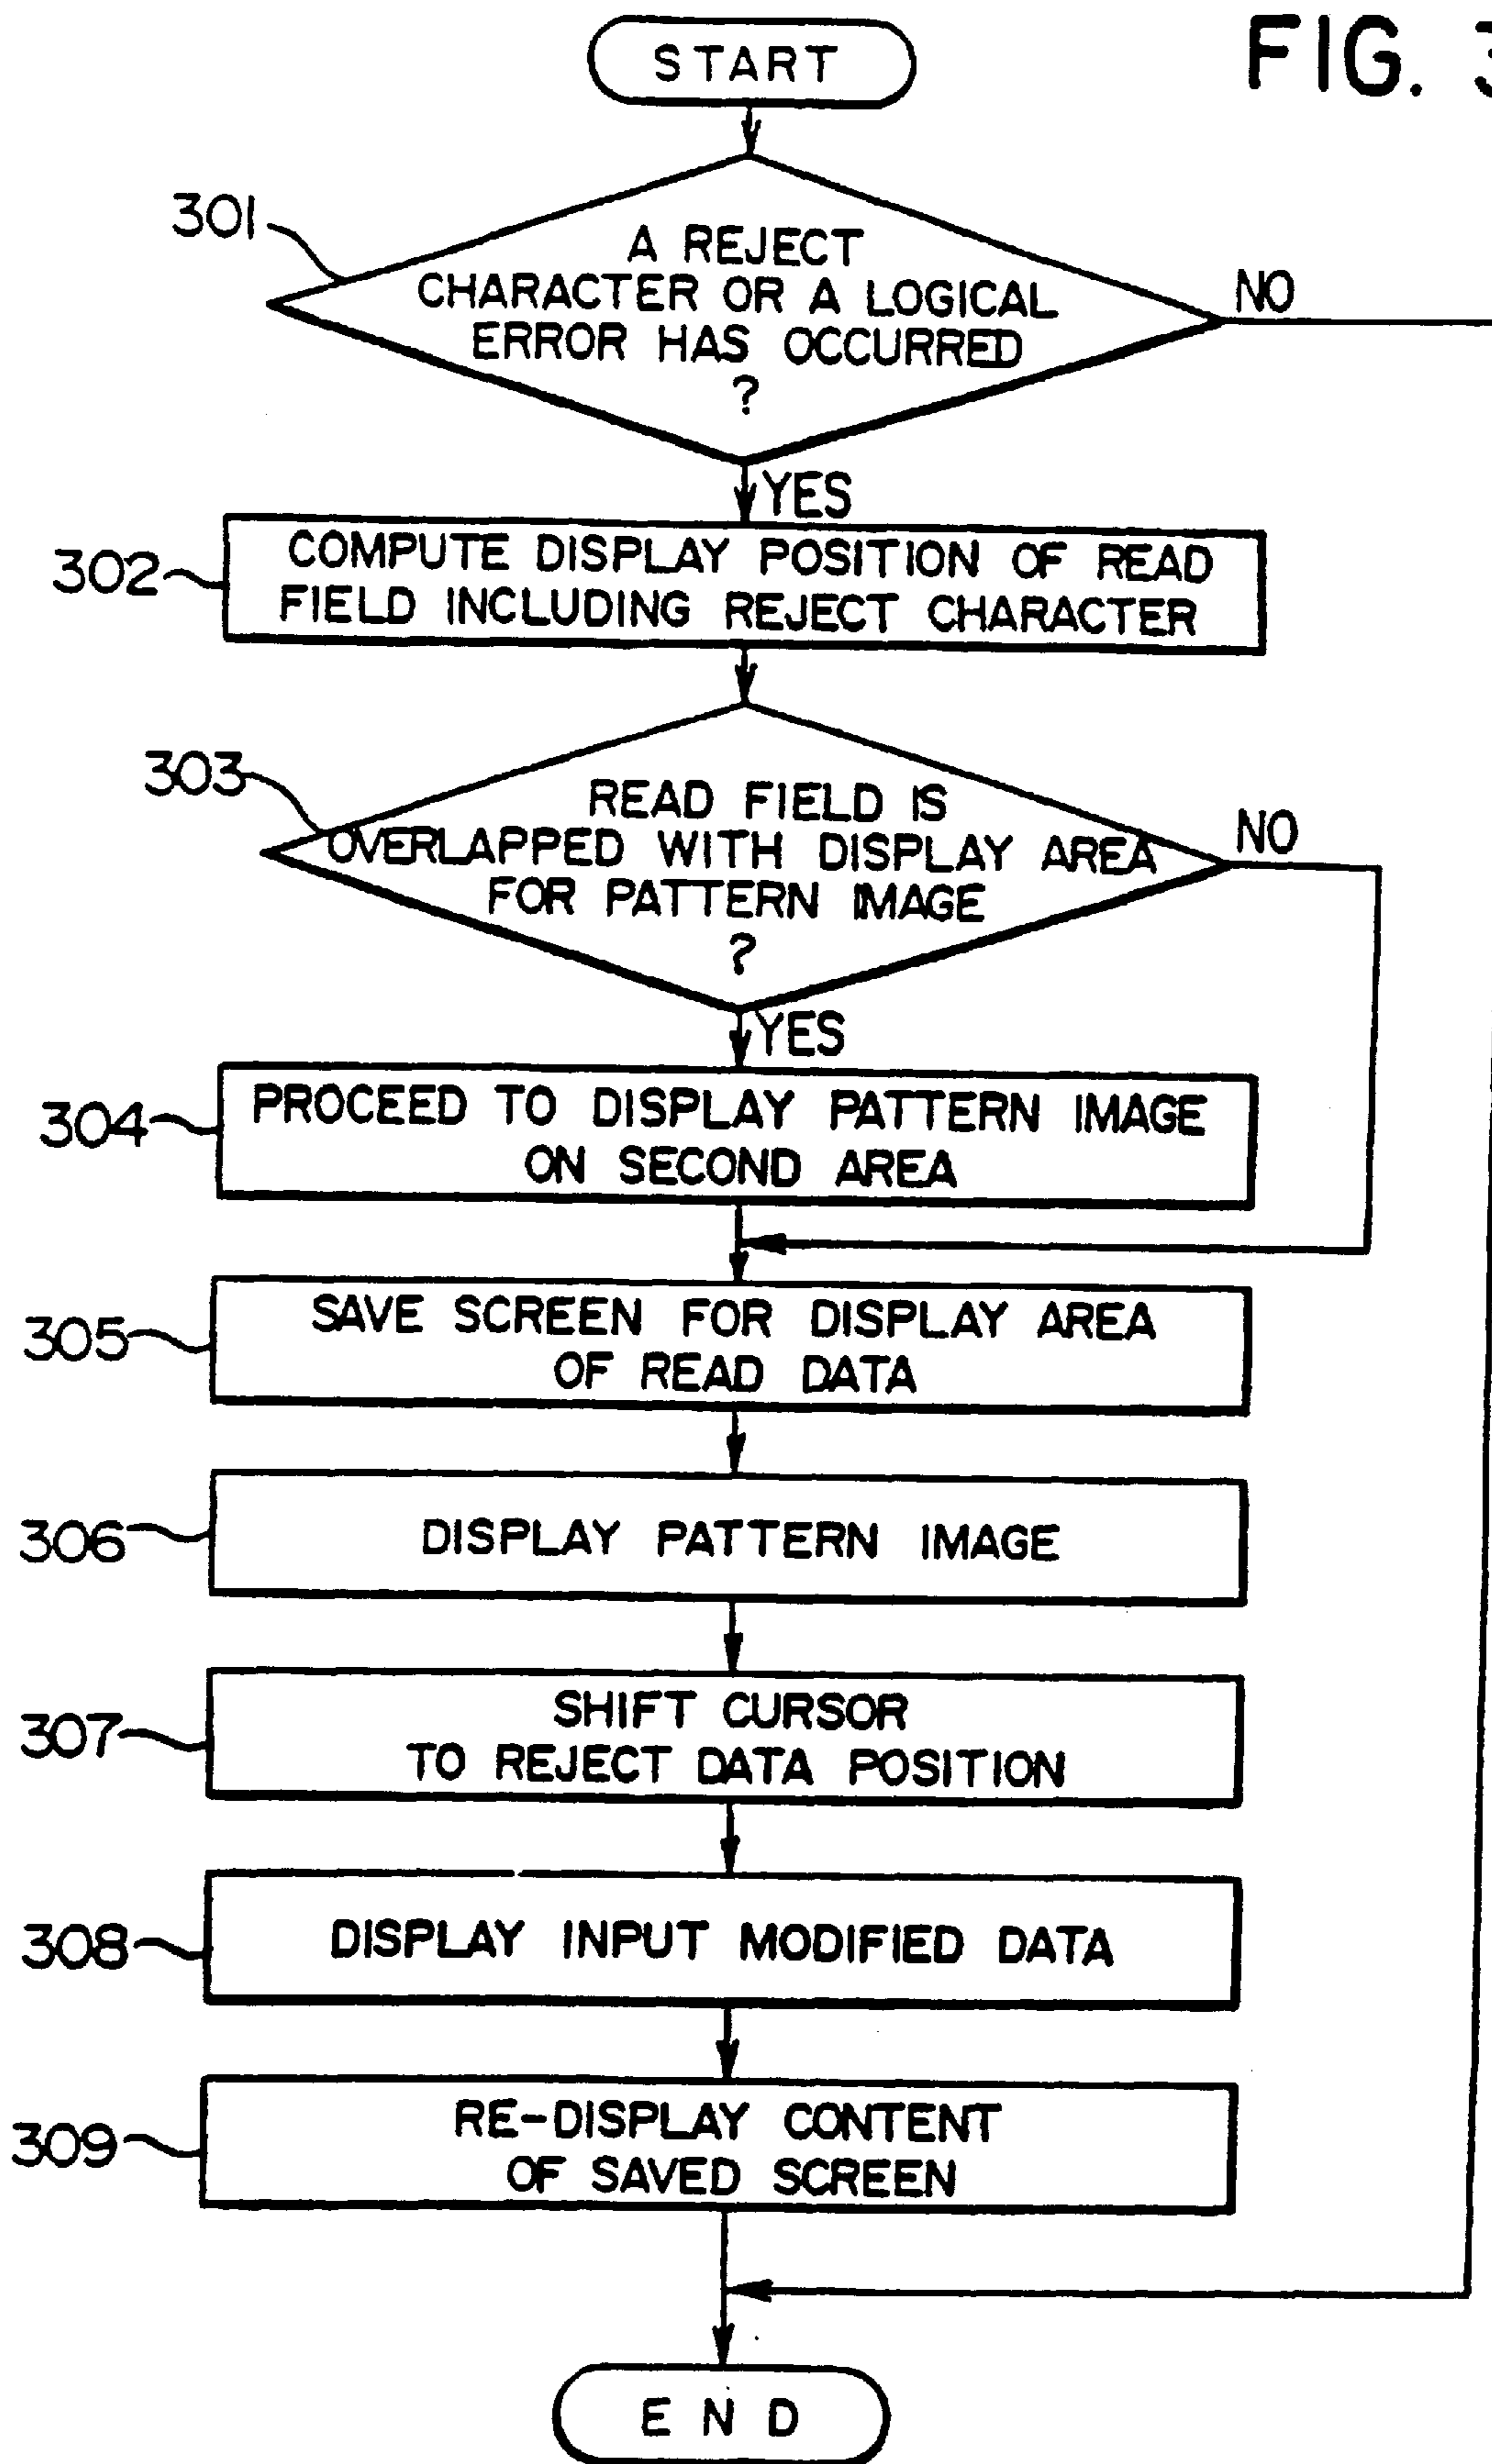 FIG. 3
START
301
A REJECT
CHARACTER OR A LOGICAL
ERROR HAS OCCURRED
?
NO
YES
302
COMPUTE DISPLAY POSITION OF READ
FIELD INCLUDING REJECT CHARACTER
303
READ FIELD IS
OVERLAPPED WITH DISPLAY AREA
FOR PATTERN IMAGE
?
NO
YES
304
PROCEED TO DISPLAY PATTERN IMAGE
ON SECOND AREA
305
SAVE SCREEN FOR DISPLAY AREA
OF READ DATA
306
DISPLAY PATTERN IMAGE
307
SHIFT CURSOR
TO REJECT DATA POSITION
308
DISPLAY INPUT MODIFIED DATA
309
RE-DISPLAY CONTENT
OF SAVED SCREEN
END